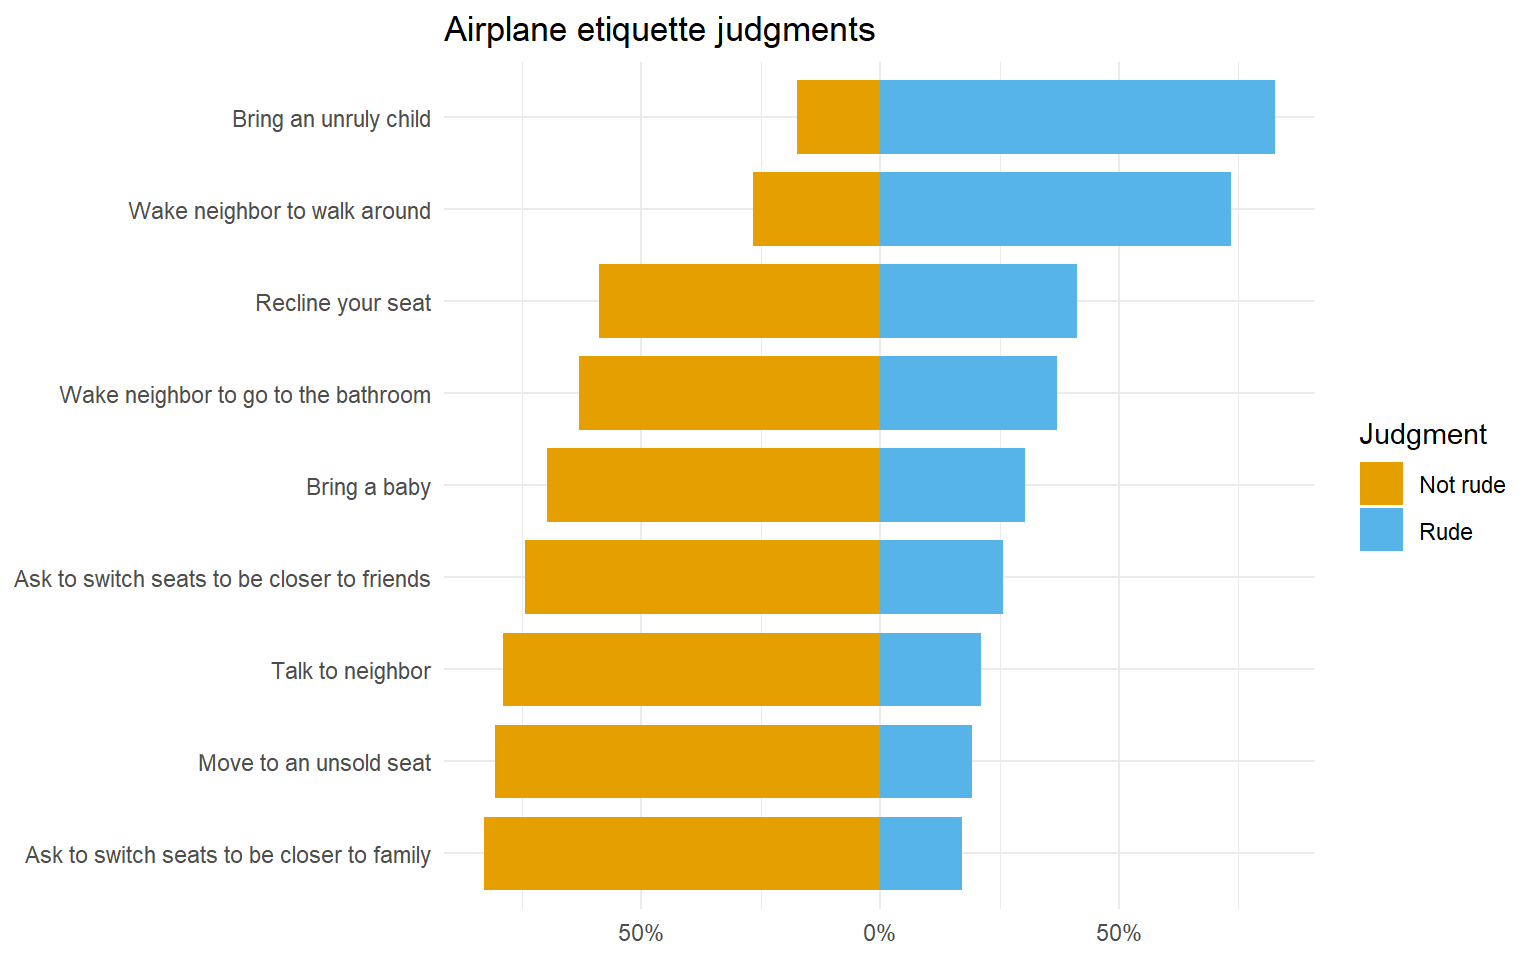 Airplane etiquette judgments
Bring an unruly child
Wake neighbor to walk around
Recline your seat
Wake neighbor to go to the bathroom
Bring a baby
Ask to switch seats to be closer to friends
Talk to neighbor
Move to an unsold seat
Ask to switch seats to be closer to family
50%
0%
50%
Judgment
Not rude
Rude